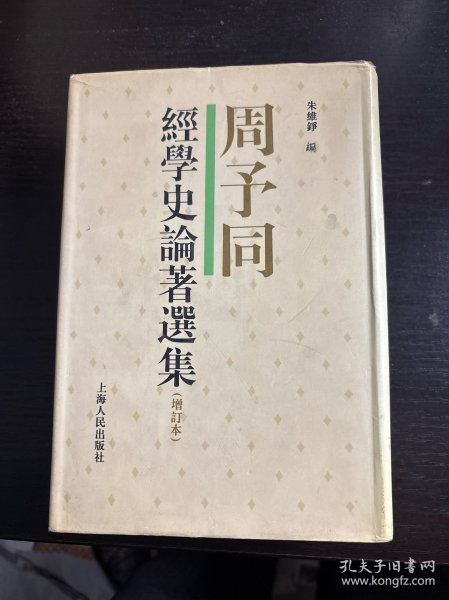 朱維錚 編
周予同
經學史論著選集
(增訂本)
上海人民出版社
孔夫子旧书网
www.kongfz.com